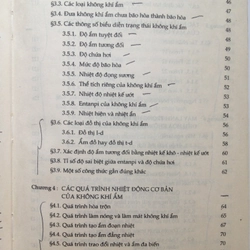 §3.3. Các loại không khí ẩm 46
§3.4. Đưa không khí ẩm chưa bão hòa thành bão hòa
§3.5. Các thông số biểu diễn trạng thái không khí ẩm
3.5.1. Độ ẩm tuyệt đối
3.5.2. Độ ẩm tương đối
3.5.3. Độ chứa hơi
3.5.4. Mức độ bão hòa
3.5.5. Nhiệt độ đọng sương
3.5.6. Thể tích riêng của không khí ẩm
3.5.7. Nhiệt độ nhiệt kế ướt
3.5.8. Entanpi của không khí ẩm
3.5.9. Nhiệt hiện và nhiệt ẩn
§3.6. Các loại đồ thị của không khí ẩm
3.6.1. Đồ thị I-d
3.6.2. Ẩm đồ hay đồ thị t-d
§3.7. Xác định độ ẩm tương đối bằng nhiệt kế khô - nhiệt kế ướt
§3.8. Tỉ số độ sai biệt giữa entanpi và độ chứa hơi
§3.9. Một số công thức gần đúng khác
Chương 4 CÁC QUÁ TRÌNH NHIỆT ĐỘNG CƠ BẢN
CỦA KHÔNG KHÍ ẨM
§4.1. Quá trình hòa trộn
§4.2. Quá trình làm nóng và làm mát không khí ẩm
§4.3. Quá trình tạo ẩm đoạn nhiệt
§4.4. Quá trình tạo ẩm đẳng nhiệt
§4.5. Quá trình trao đổi nhiệt và ẩm đa biến